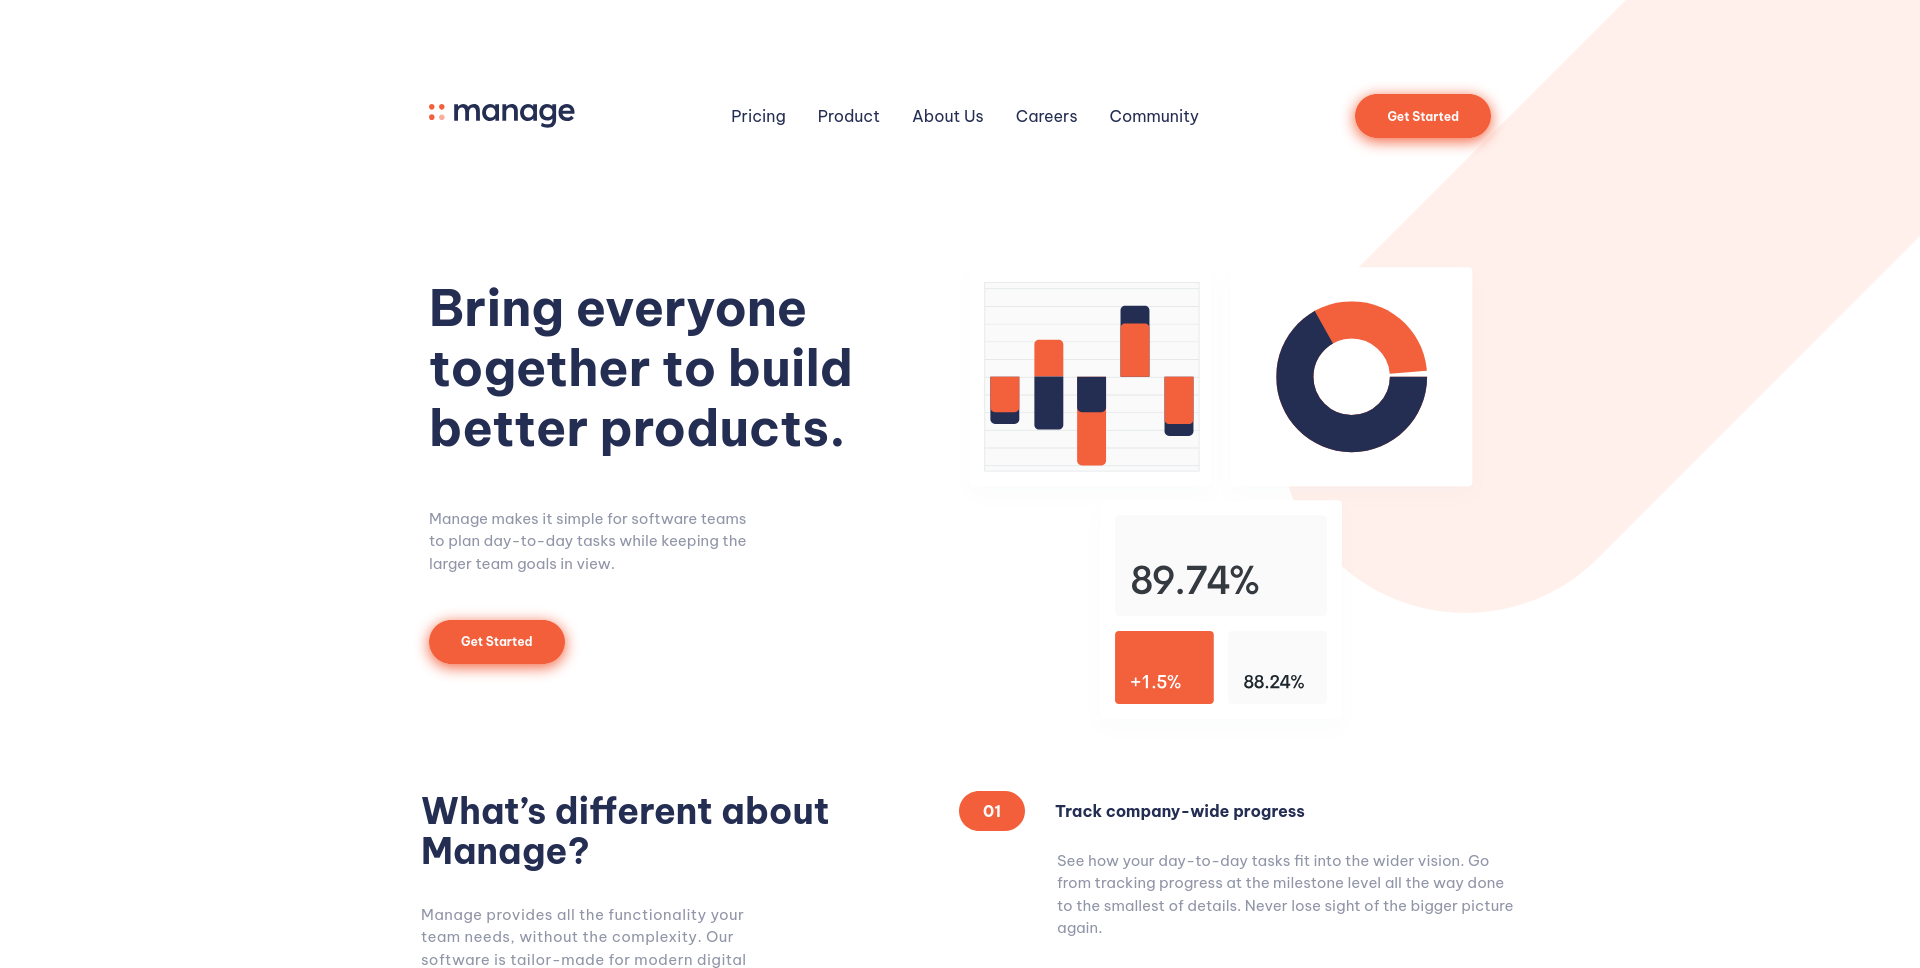 manage
Pricing
Product
About Us
Careers
Community
Get Started
Bring everyone
together to build
better products.
Manage makes it simple for software teams
to plan day-to-day tasks while keeping the
larger team goals in view.
Get Started
89.74%
+1.5%
88.24%
What’s different about
Manage?
Manage provides all the functionality your
team needs, without the complexity. Our
software is tailor-made for modern digital
01
Track company-wide progress
See how your day-to-day tasks fit into the wider vision. Go
from tracking progress at the milestone level all the way done
to the smallest of details. Never lose sight of the bigger picture
again.